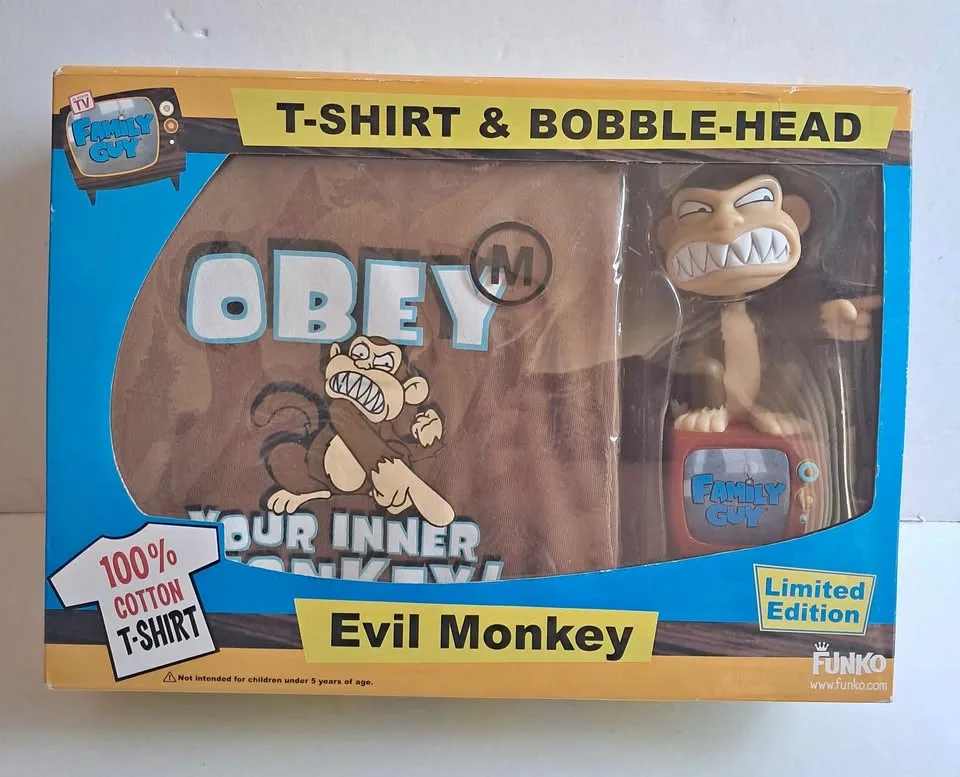 TV
FAMILY
GUY
T-SHIRT & BOBBLE-HEAD
M
OBEY
YOUR INNER
MONKEY!
FAMILY
GUY
100%
COTTON
T-SHIRT
Limited
Edition
Evil Monkey
FUNKO
www.funko.com
⚠Not intended for children under 5 years of age.